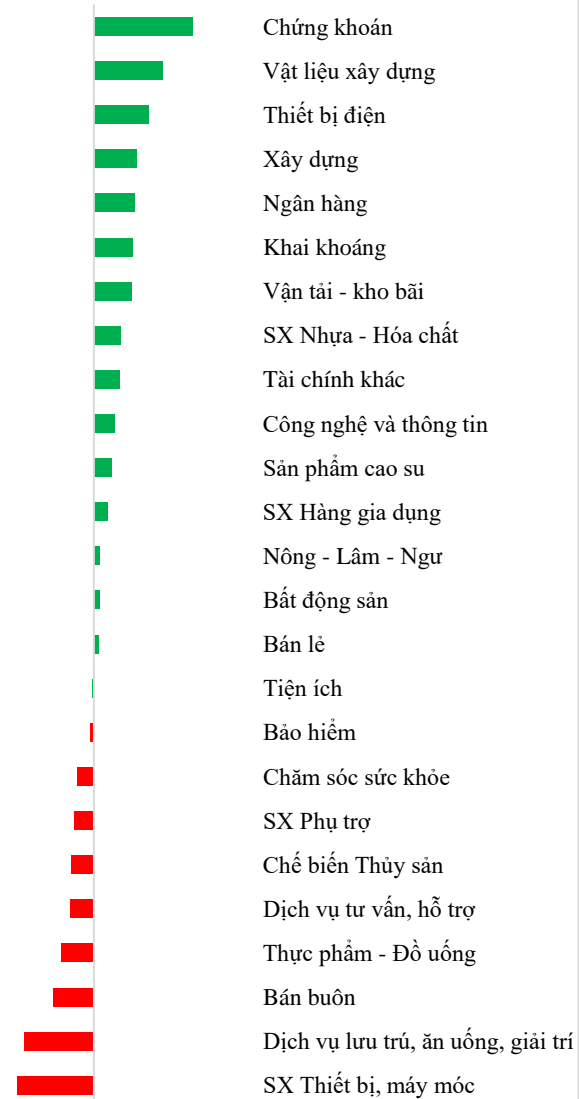 Chứng khoán
Vật liệu xây dựng
Thiết bị điện
Xây dựng
Ngân hàng
Khai khoáng
Vận tải - kho bãi
SX Nhựa - Hóa chất
Tài chính khác
Công nghệ và thông tin
Sản phẩm cao su
SX Hàng gia dụng
Nông - Lâm - Ngư
Bất động sản
Bán lẻ
Tiện ích
Bảo hiểm
Chăm sóc sức khỏe
SX Phụ trợ
Chế biến Thủy sản
Dịch vụ tư vấn, hỗ trợ
Thực phẩm - Đồ uống
Bán buôn
Dịch vụ lưu trú, ăn uống, giải trí
SX Thiết bị, máy móc